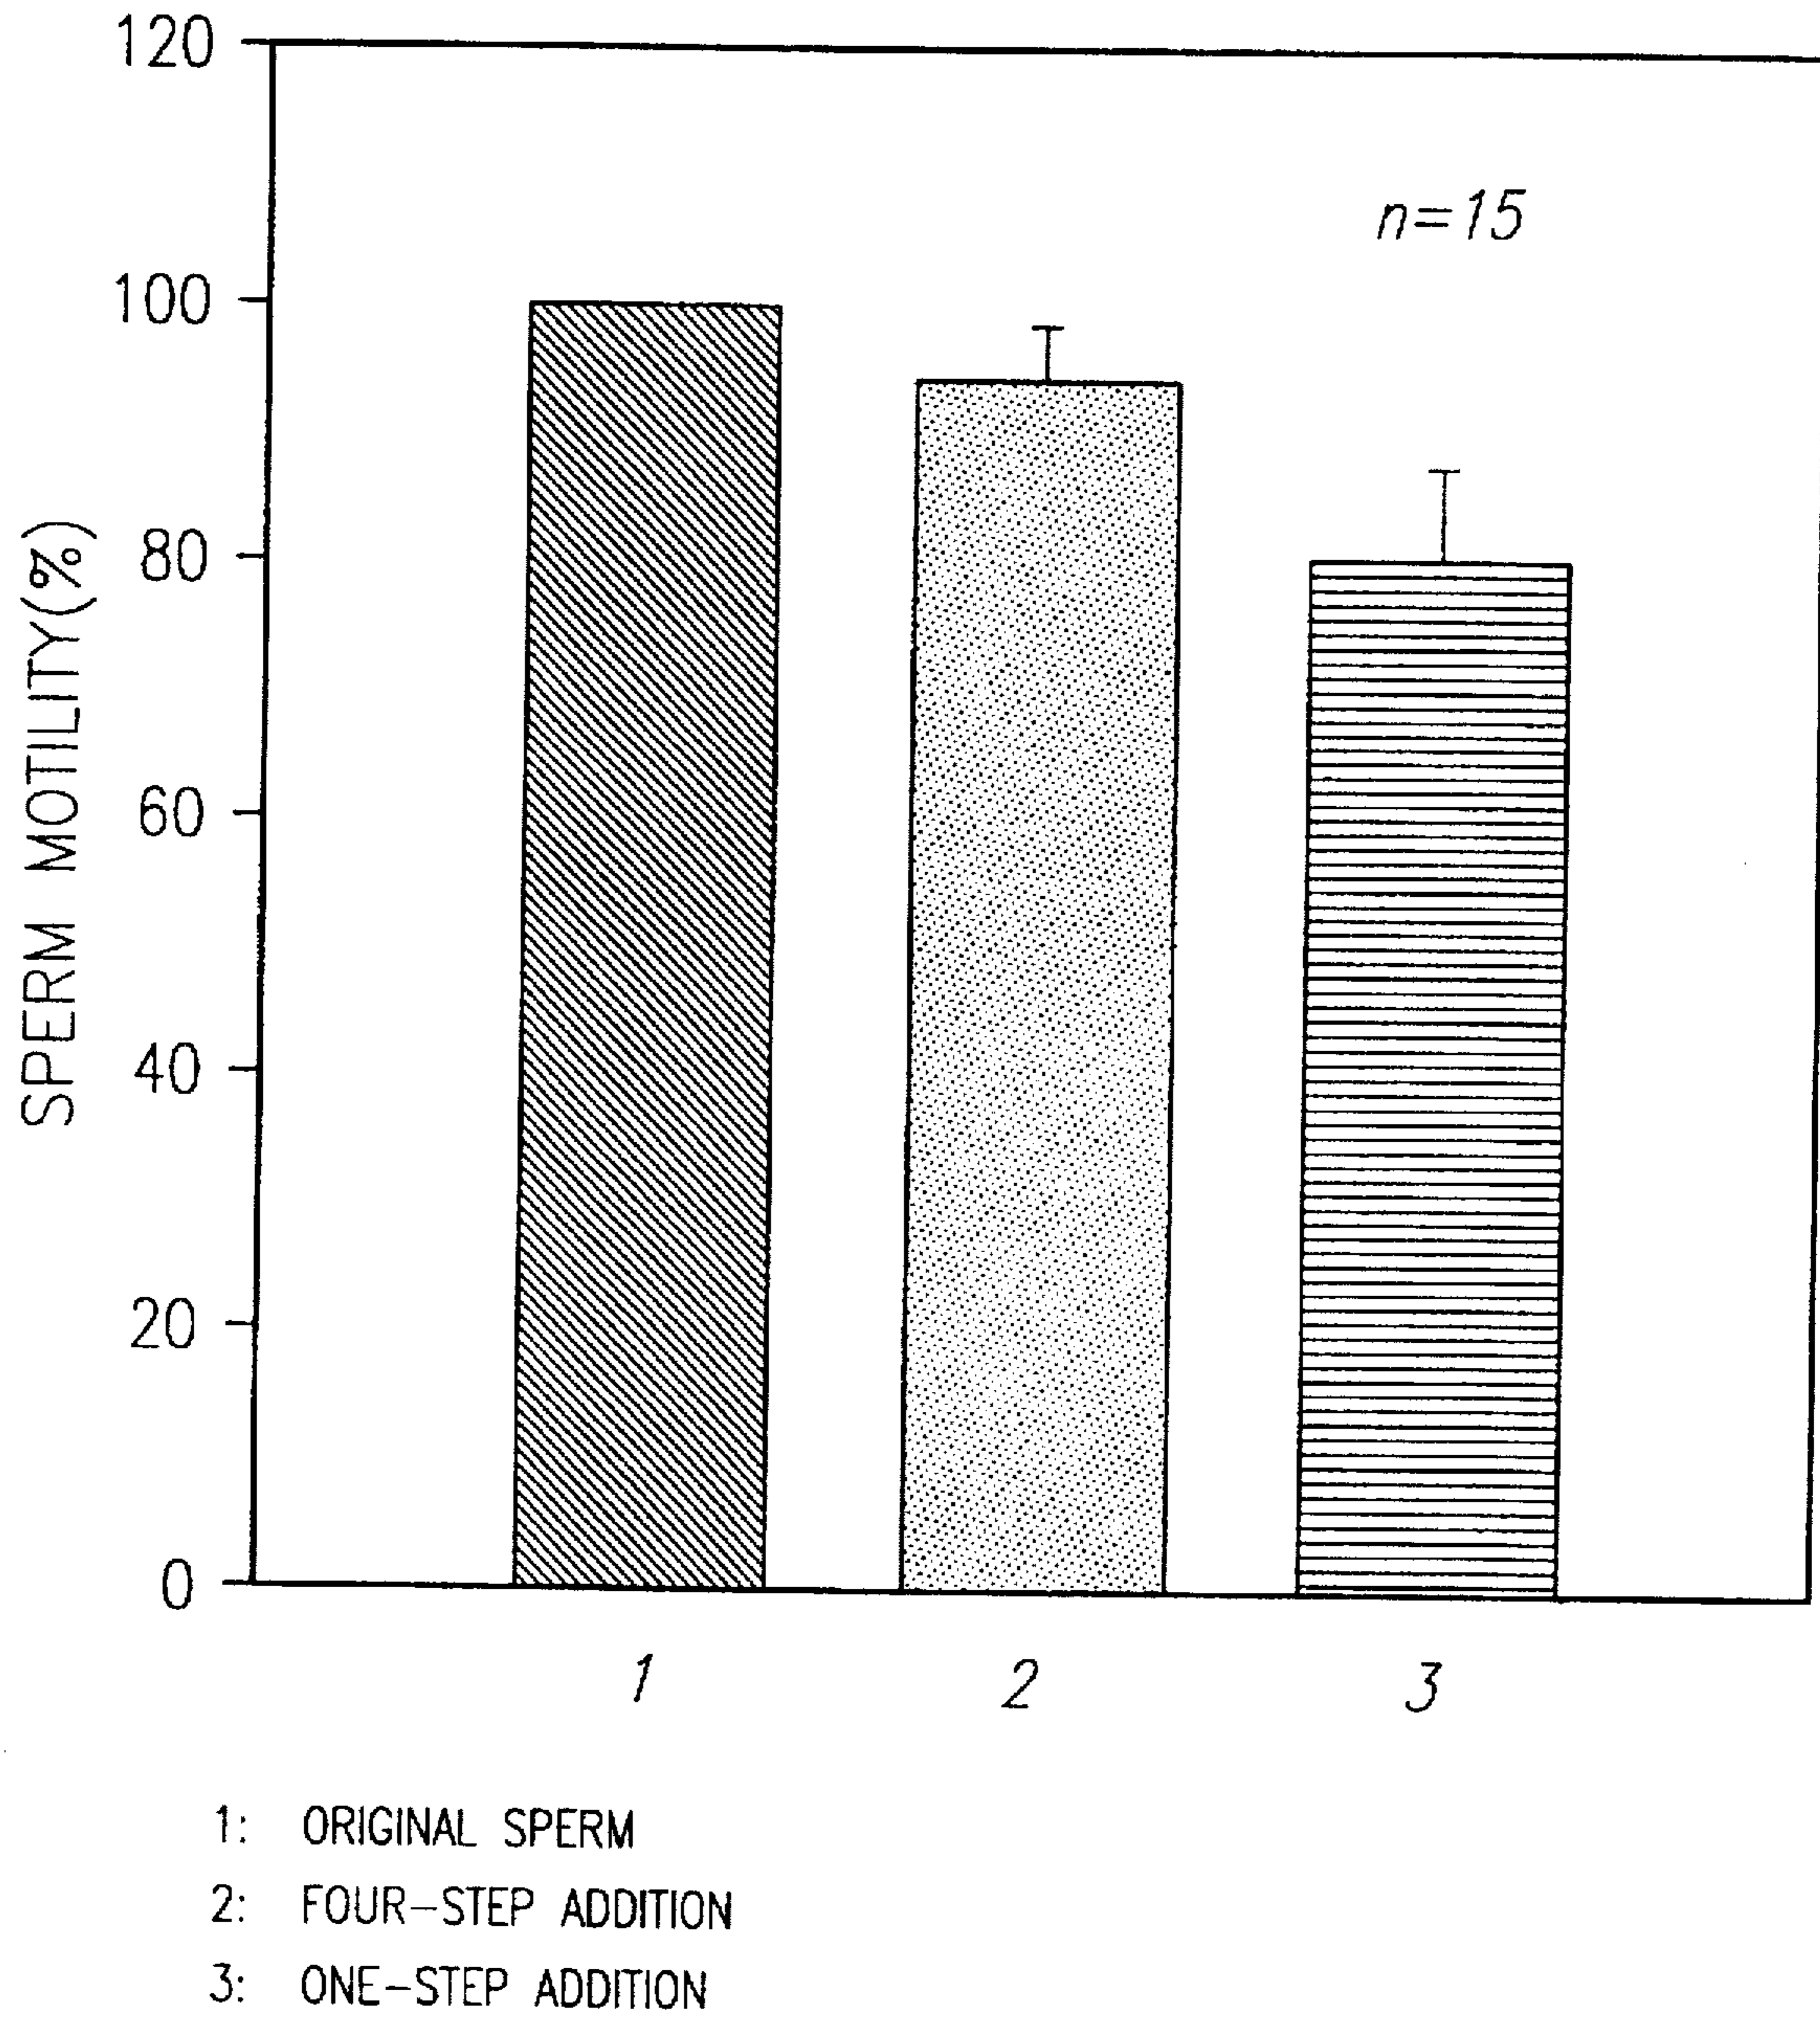 120
n=15
100
80
60
40
20
0
SPERM MOTILITY(%)
1 2 3
1: ORIGINAL SPERM
2: FOUR-STEP ADDITION
3: ONE-STEP ADDITION